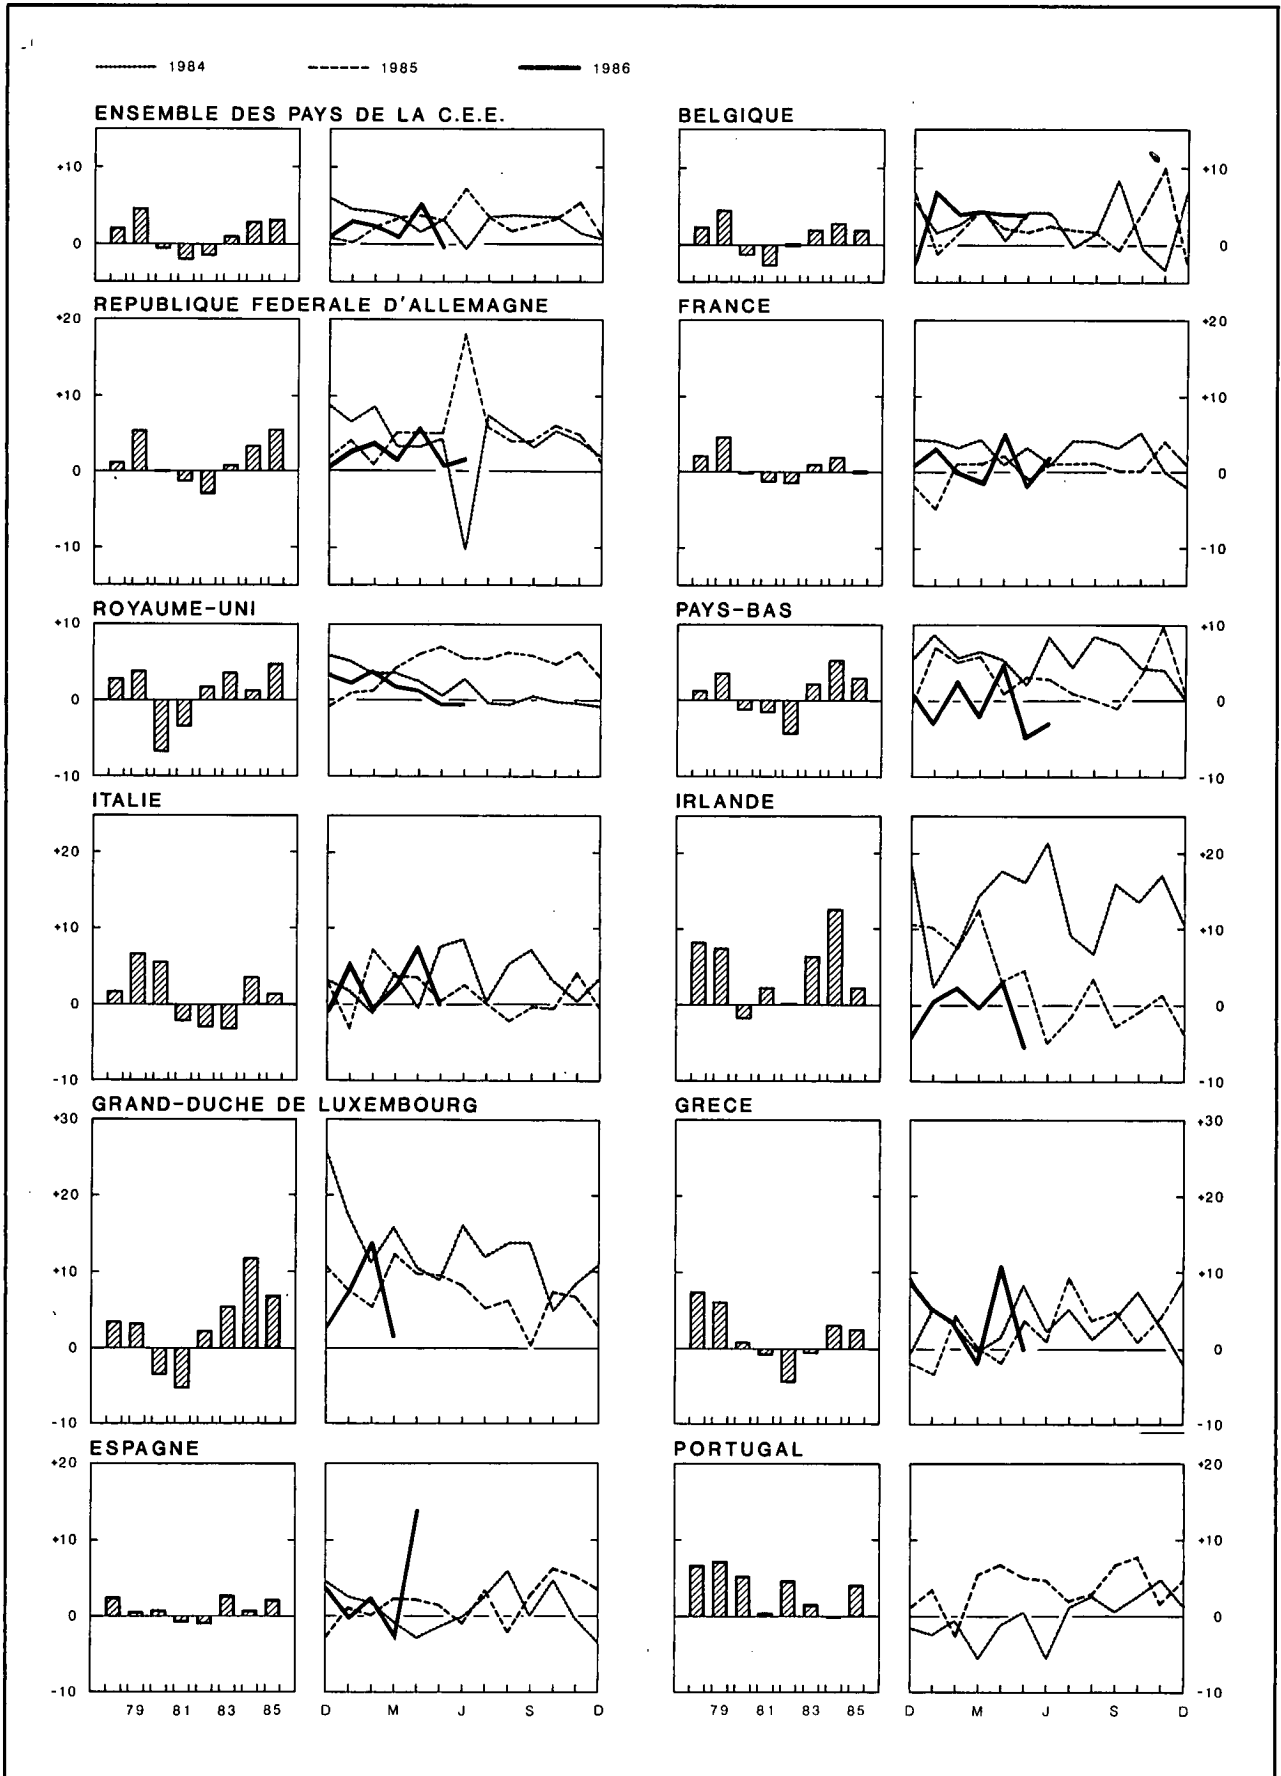 1984 1985 1986
ENSEMBLE DES PAYS DE LA C.E.E. BELGIQUE
+10 +10
0 0
REPUBLIQUE FEDERALE D'ALLEMAGNE FRANCE
+20 +20
+10 +10
0 0
-10 -10
ROYAUME-UNI PAYS-BAS
+10 +10
0 0
-10 -10
ITALIE IRLANDE
+20 +20
+10 +10
0 0
-10 -10
GRAND-DUCHE DE LUXEMBOURG GRECE
+30 +30
+20 +20
+10 +10
0 0
-10 -10
ESPAGNE PORTUGAL
+20 +20
+10 +10
0 0
-10 -10
79 81 83 85 D M J S D 79 81 83 85 D M J S D